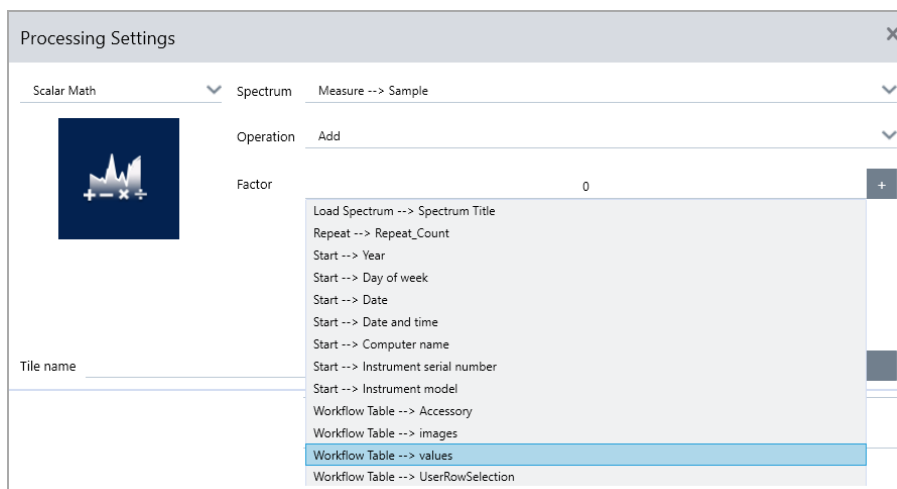 Processing Settings
Scalar Math
Spectrum
Measure --> Sample
Operation
Add
Factor
0
+
Load Spectrum --> Spectrum Title
Repeat --> Repeat_Count
Start --> Year
Start --> Day of week
Start --> Date
Start --> Date and time
Start --> Computer name
Start --> Instrument serial number
Start --> Instrument model
Workflow Table --> Accessory
Workflow Table --> images
Workflow Table --> values
Workflow Table --> UserRowSelection
Tile name